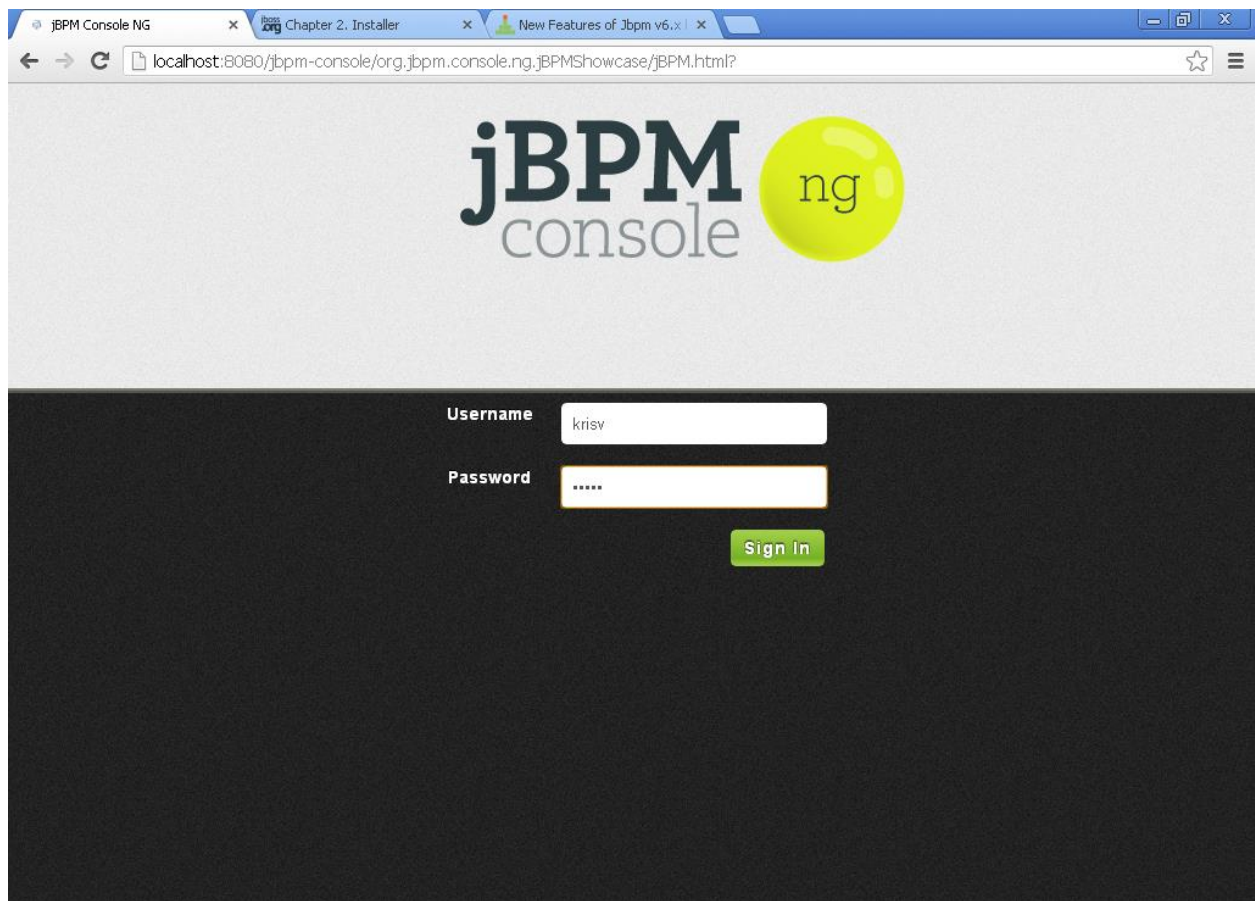 jBPM Console NG
Chapter 2. Installer
New Features of Jbpm v6.x
localhost:8080/jbpm-console/org.jbpm.console.ng.jBPMShowcase/jBPM.html?
jBPM
console
ng
Username
krisv
Password
•••••
Sign In